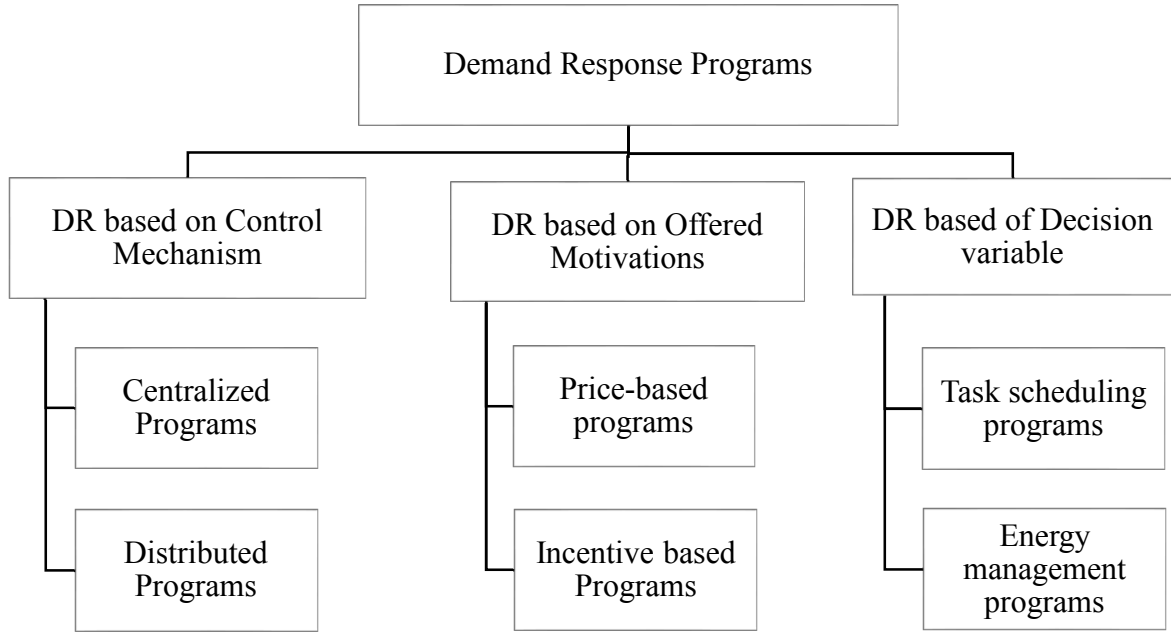 Demand Response Programs
DR based on Control
Mechanism
DR based on Offered
Motivations
DR based of Decision
variable
Centralized
Programs
Price-based
programs
Task scheduling
programs
Distributed
Programs
Incentive based
Programs
Energy
management
programs